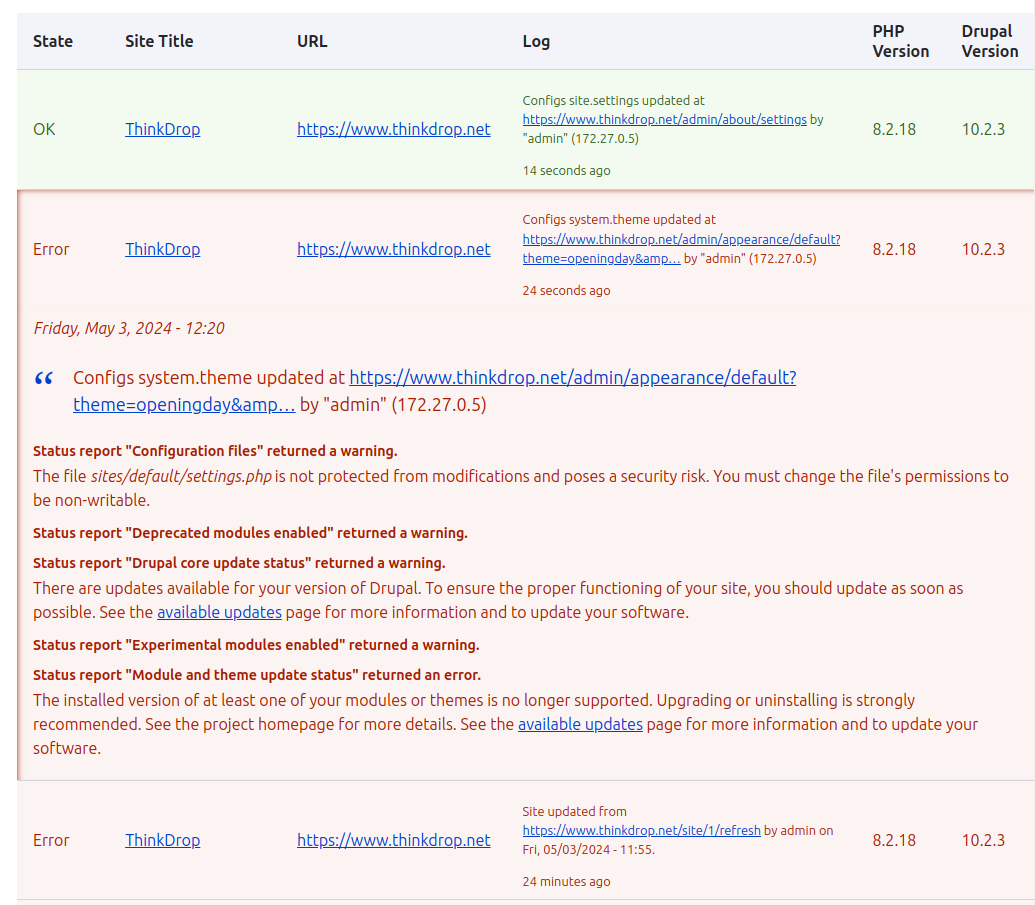 State Site Title URL Log PHP Version Drupal Version
OK ThinkDrop https://www.thinkdrop.net
Configs site.settings updated at
https://www.thinkdrop.net/admin/about/settings by
"admin" (172.27.0.5)
14 seconds ago
8.2.18 10.2.3
Error ThinkDrop https://www.thinkdrop.net
Configs system.theme updated at
https://www.thinkdrop.net/admin/appearance/default?
theme=openingday&amp… by "admin" (172.27.0.5)
24 seconds ago
8.2.18 10.2.3
Friday, May 3, 2024 - 12:20
“ Configs system.theme updated at https://www.thinkdrop.net/admin/appearance/default?
theme=openingday&amp… by "admin" (172.27.0.5)
Status report "Configuration files" returned a warning.
The file sites/default/settings.php is not protected from modifications and poses a security risk. You must change the file's permissions to
be non-writable.
Status report "Deprecated modules enabled" returned a warning.
Status report "Drupal core update status" returned a warning.
There are updates available for your version of Drupal. To ensure the proper functioning of your site, you should update as soon as
possible. See the available updates page for more information and to update your software.
Status report "Experimental modules enabled" returned a warning.
Status report "Module and theme update status" returned an error.
The installed version of at least one of your modules or themes is no longer supported. Upgrading or uninstalling is strongly
recommended. See the project homepage for more details. See the available updates page for more information and to update your
software.
Error ThinkDrop https://www.thinkdrop.net
Site updated from
https://www.thinkdrop.net/site/1/refresh by admin on
Fri, 05/03/2024 - 11:55.
24 minutes ago
8.2.18 10.2.3